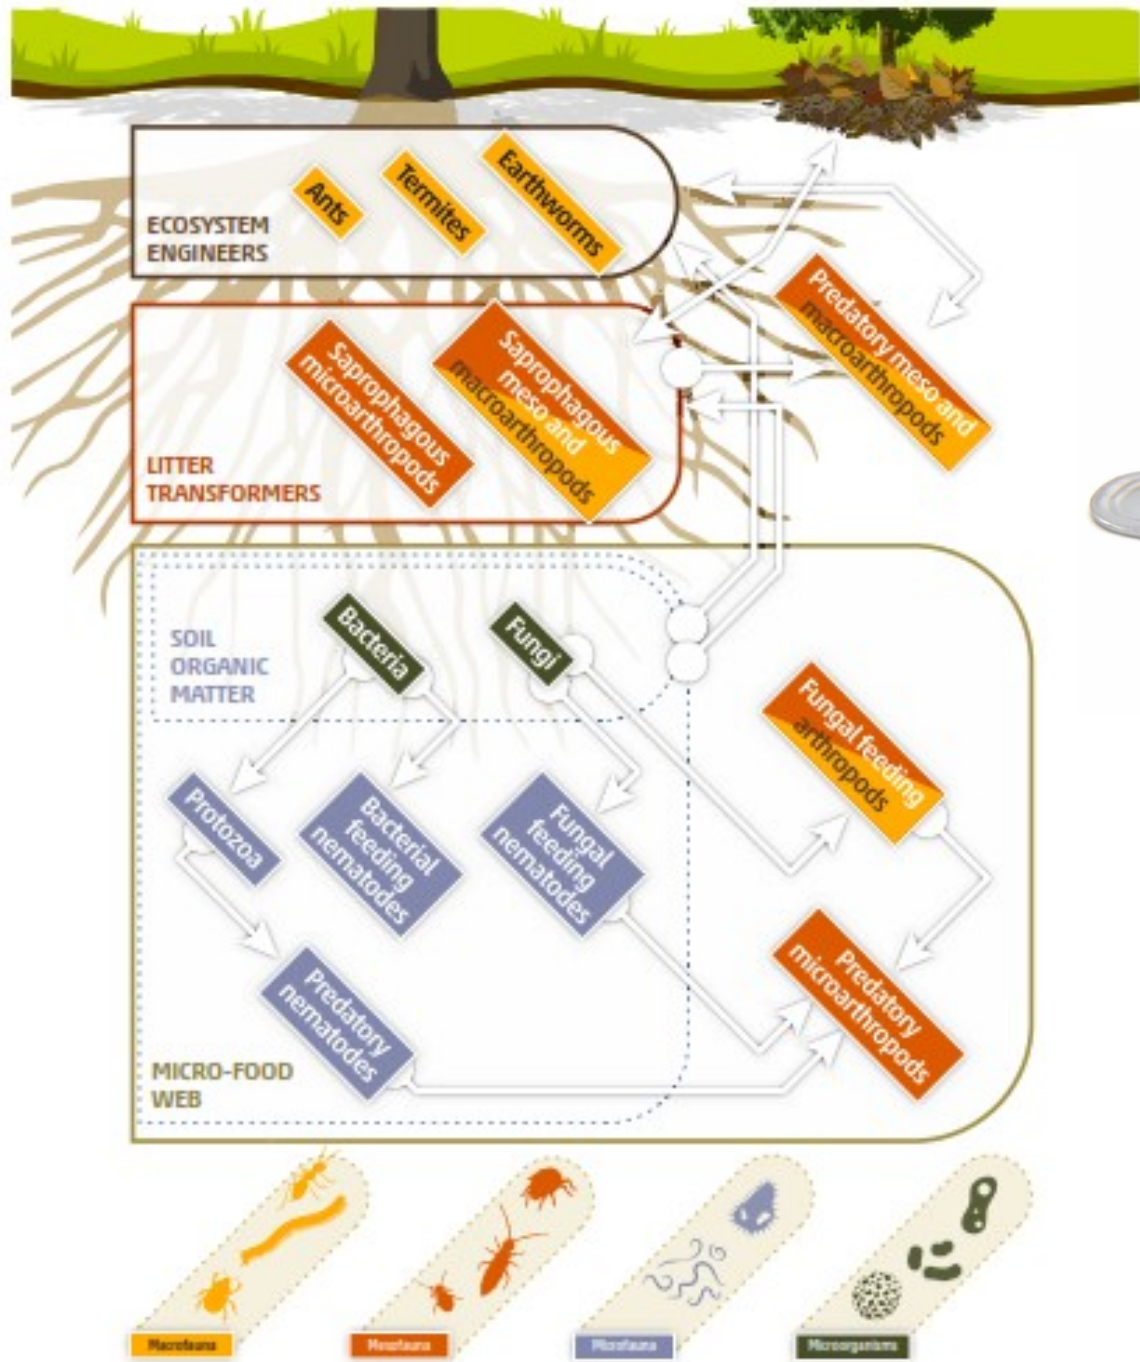 Ants
Termites
Earthworms
ECOSYSTEM
ENGINEERS
Predatory meso and
macroarthropods
Saprophagous
microarthropods
Saprophagous
meso and
macroarthropods
LITTER
TRANSFORMERS
SOIL
ORGANIC
MATTER
Bacteria
Fungi
Fungal feeding
arthropods
Protozoa
Bacterial
feeding
nematodes
Fungal
feeding
nematodes
Predatory
nematodes
Predatory
microarthropods
MICRO-FOOD
WEB
Macrofauna
Mesofauna
Microfauna
Microorganisms